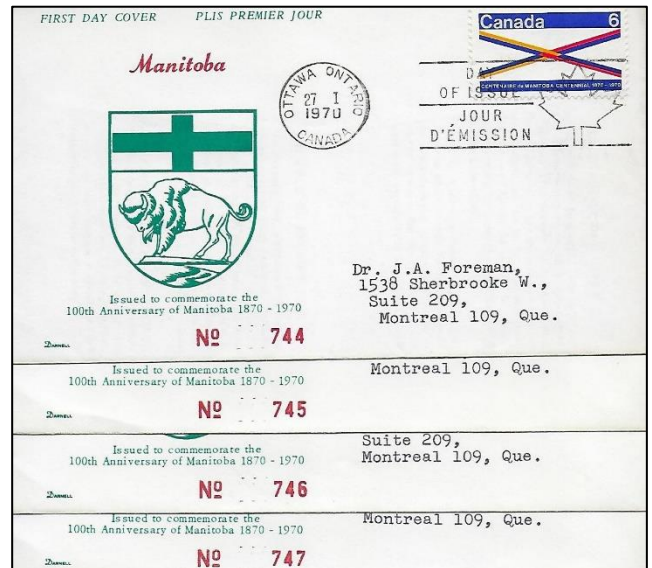 FIRST DAY COVER PLIS PREMIER JOUR
Manitoba
OTTAWA ONTARIO
27 I
1970
CANADA
Canada 6
CENTENAIRE du MANITOBA CENTENNIAL 1870 - 1970
DAY
OF ISSUE
JOUR
D'ÉMISSION
Dr. J.A. Foreman,
1538 Sherbrooke W.,
Suite 209,
Montreal 109, Que.
Issued to commemorate the
100th Anniversary of Manitoba 1870 - 1970
Nº 744
DARNELL
Issued to commemorate the
100th Anniversary of Manitoba 1870 - 1970
Montreal 109, Que.
Nº 745
DARNELL
Suite 209,
Issued to commemorate the
100th Anniversary of Manitoba 1870 - 1970
Montreal 109, Que.
Nº 746
DARNELL
Issued to commemorate the
100th Anniversary of Manitoba 1870 - 1970
Montreal 109, Que.
Nº 747
DARNELL